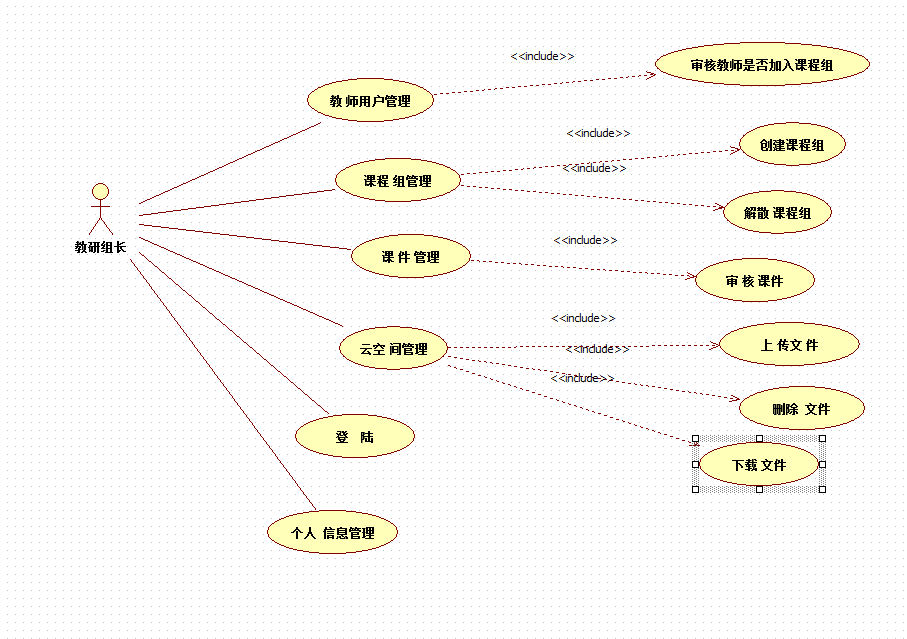 <<include>>
审核教师是否加入课程组
教 师用户管理
<<include>>
创建课程组
<<include>>
课程 组管理
解散 课程组
教研组长
<<include>>
课 件 管理
审 核 课件
<<include>>
上 传文 件
云空 间管理
<<include>>
<<include>>
删除 文件
登 陆
下载 文件
个人 信息管理